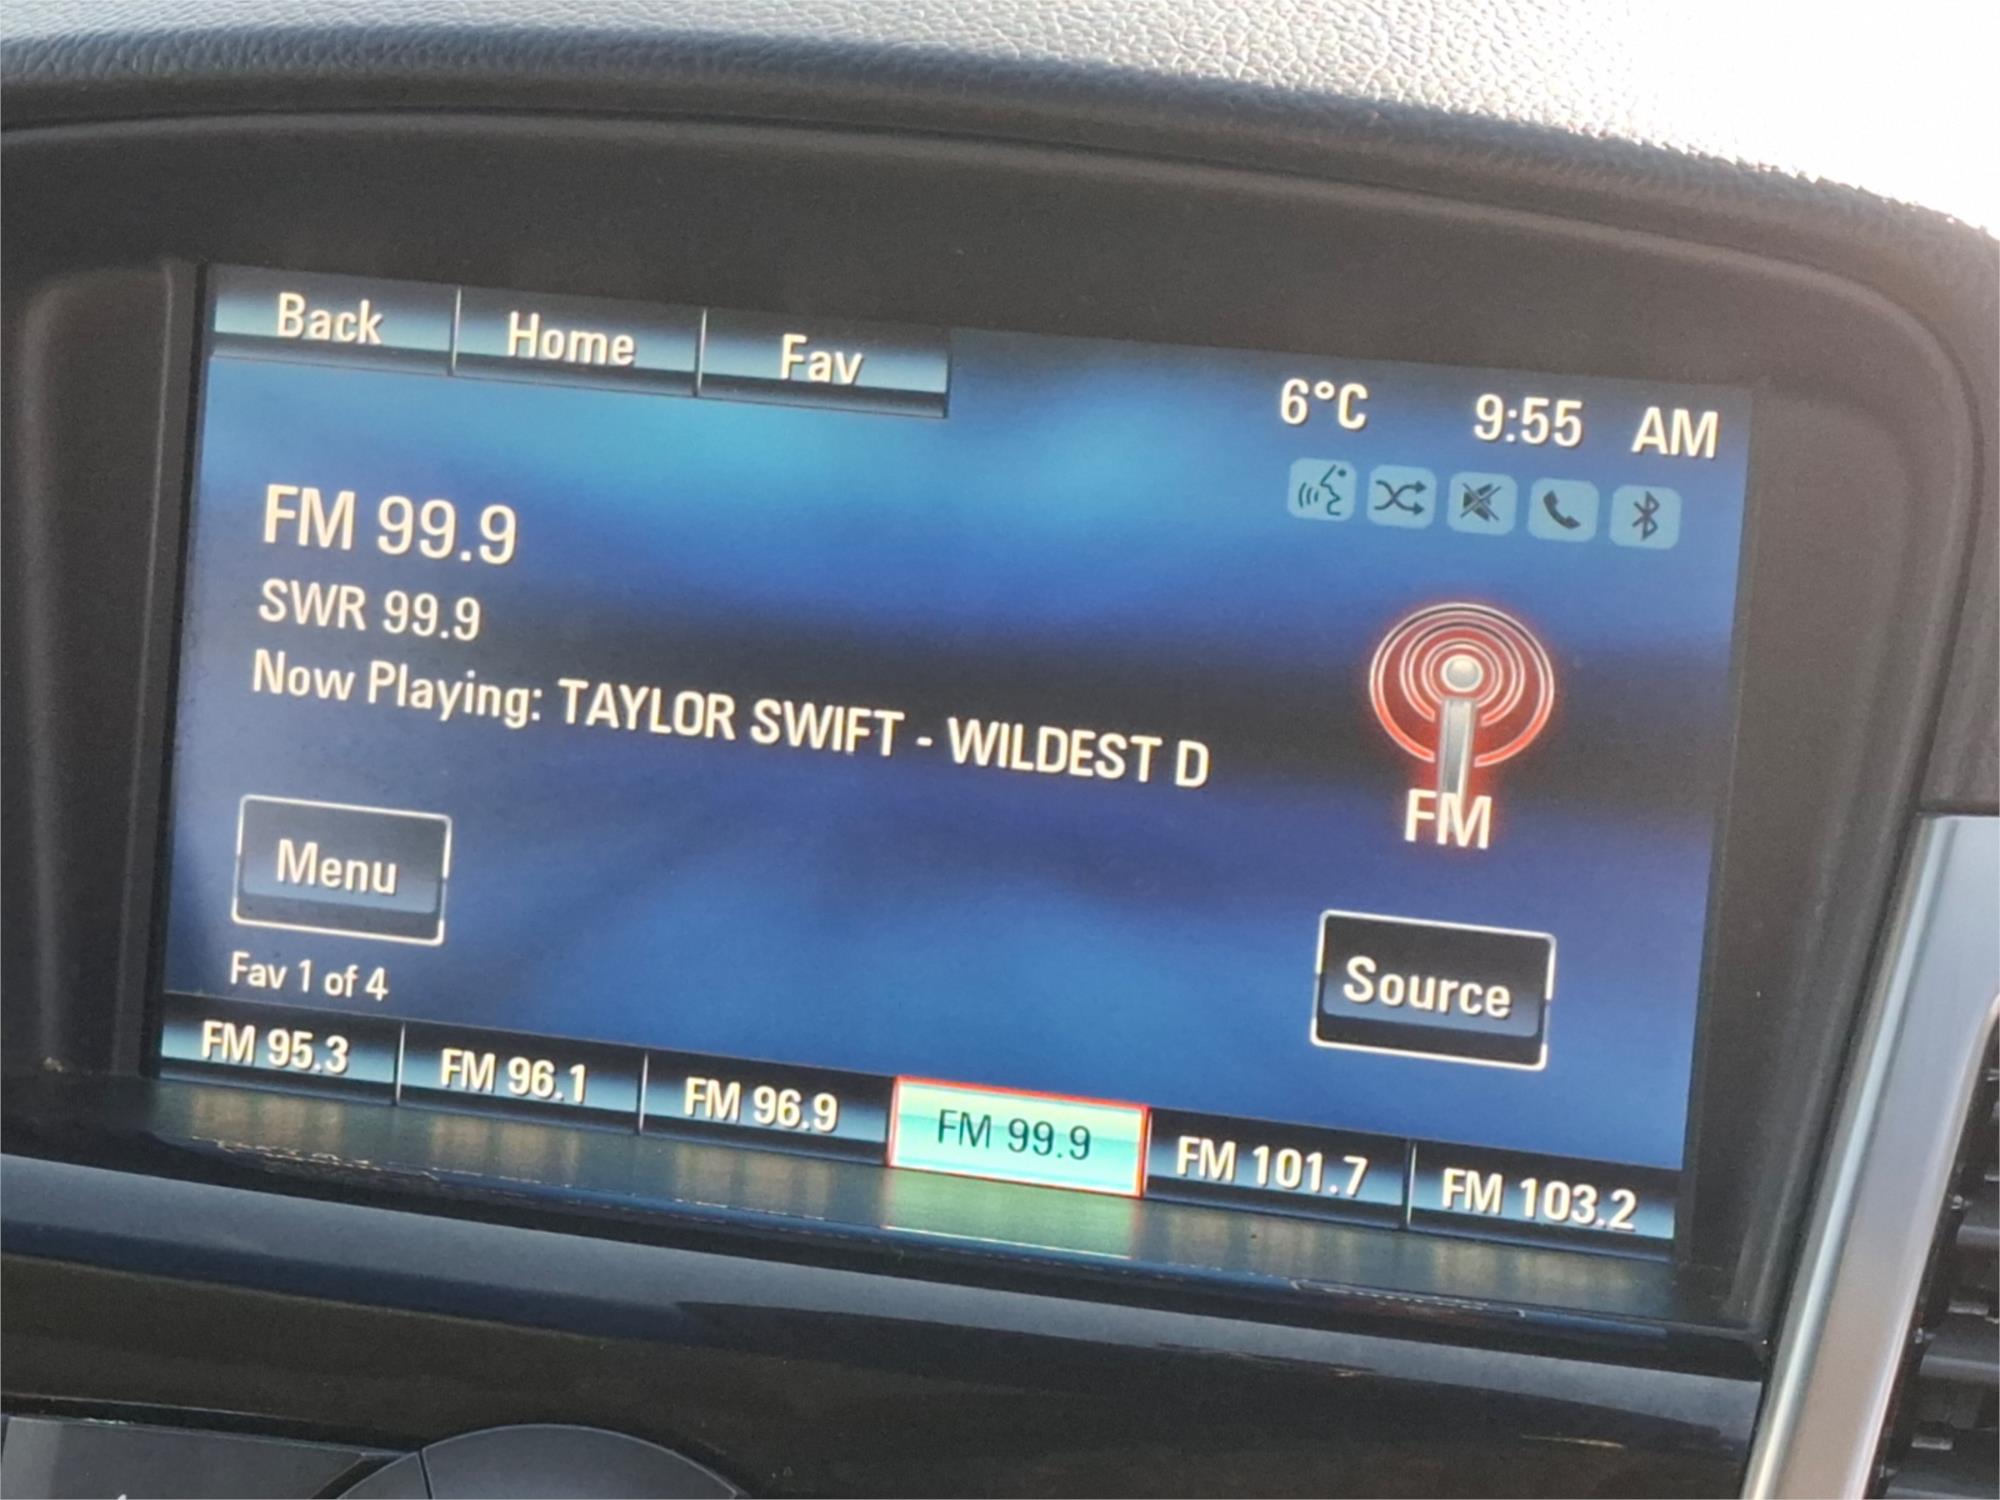 Back Home Fav
6°C 9:55 AM
FM 99.9
SWR 99.9
Now Playing: TAYLOR SWIFT - WILDEST D
FM
Menu
Source
Fav 1 of 4
FM 95.3 FM 96.1 FM 96.9 FM 99.9 FM 101.7 FM 103.2